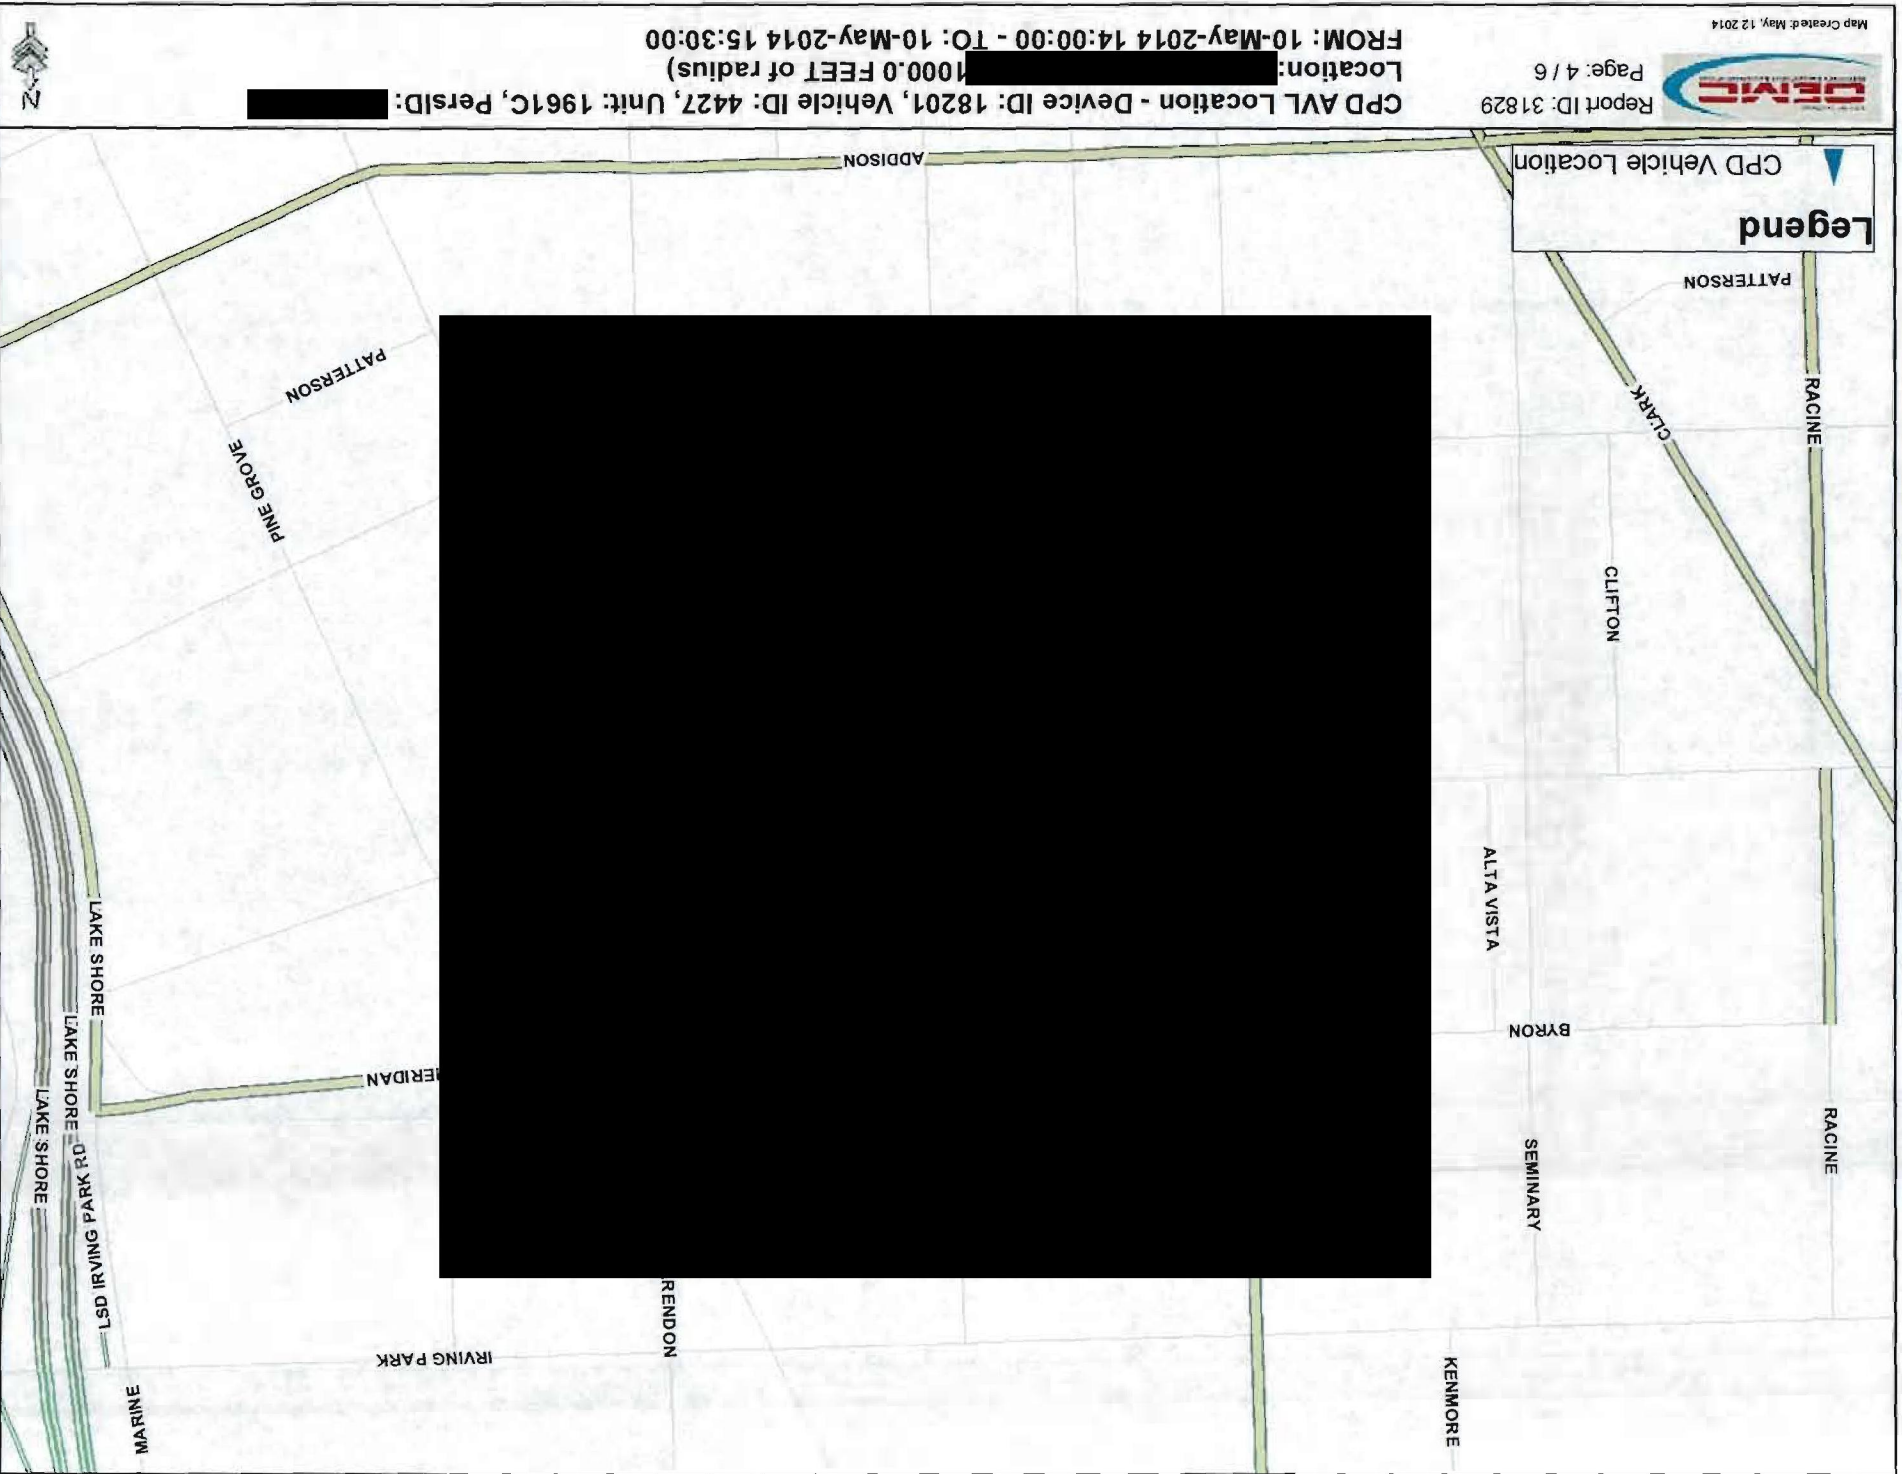 KENMORE
MARINE
IRVING PARK
RENDON
LSD IRVING PARK RD
RACINE
SEMINARY
LAKE SHORE
LAKE SHORE
ERIDAN
BYRON
LAKE SHORE
ALTA VISTA
CLIFTON
PINE GROVE
RACINE
CLARK
PATTERSON
PATTERSON
Legend
CPD Vehicle Location
ADDISON
OEMC
Report ID: 31829
Page: 4 / 6
Map Created: May, 12 2014
CPD AVL Location - Device ID: 18201, Vehicle ID: 4427, Unit: 1961C, PersID:
Location: 1000.0 FEET of radius)
FROM: 10-May-2014 14:00:00 - TO: 10-May-2014 15:30:00
N